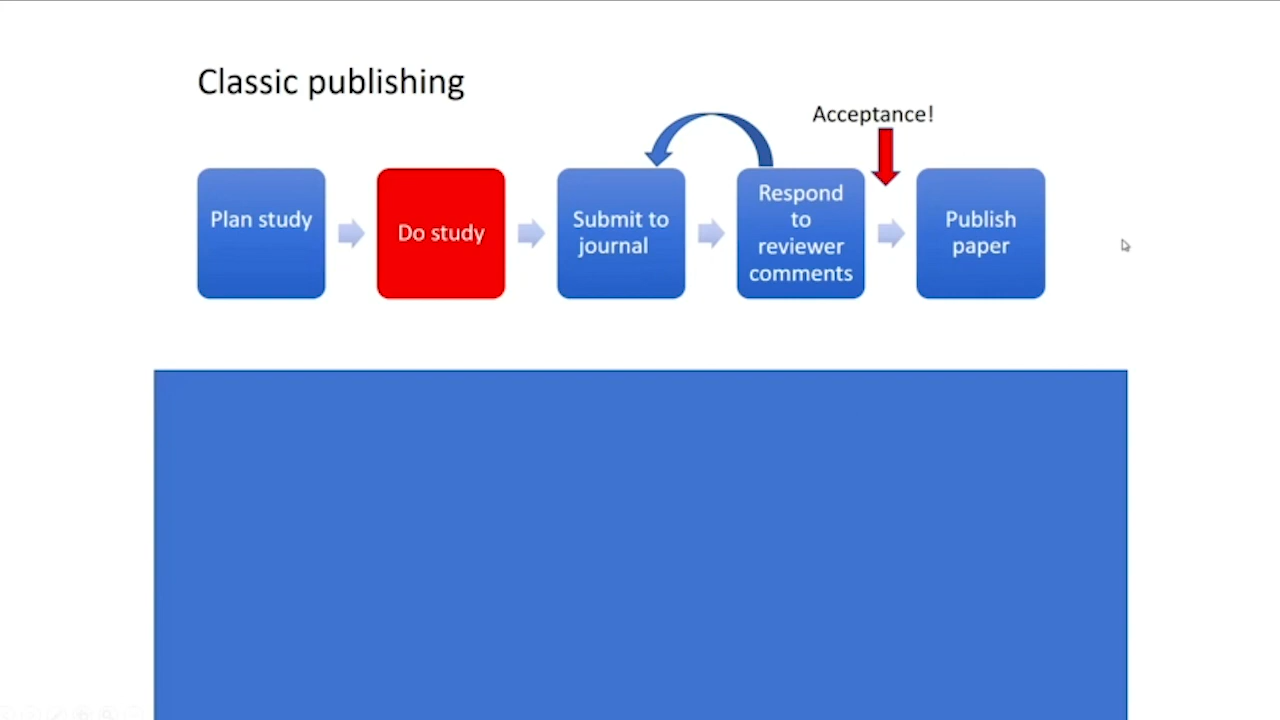 Classic publishing
Acceptance!
Plan study
Do study
Submit to
journal
Respond
to
reviewer
comments
Publish
paper